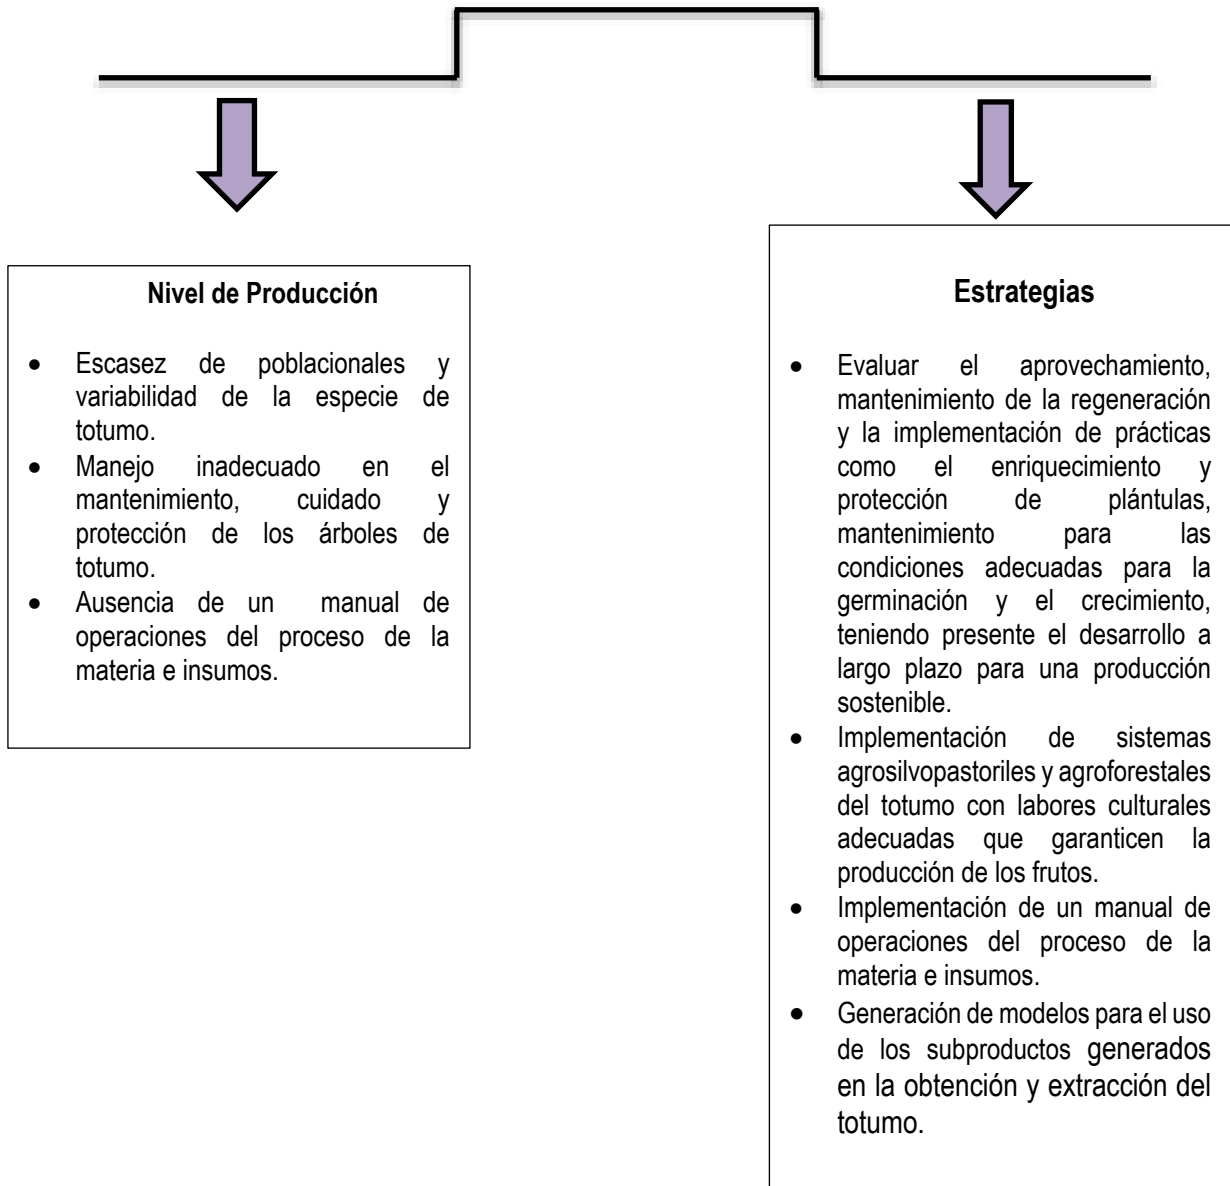 Nivel de Producción
• Escasez de poblacionales y
variabilidad de la especie de
totumo.
• Manejo inadecuado en el
mantenimiento, cuidado y
protección de los árboles de
totumo.
• Ausencia de un manual de
operaciones del proceso de la
materia e insumos.
Estrategias
• Evaluar el aprovechamiento,
mantenimiento de la regeneración
y la implementación de prácticas
como el enriquecimiento y
protección de plántulas,
mantenimiento para las
condiciones adecuadas para la
germinación y el crecimiento,
teniendo presente el desarrollo a
largo plazo para una producción
sostenible.
• Implementación de sistemas
agrosilvopastoriles y agroforestales
del totumo con labores culturales
adecuadas que garanticen la
producción de los frutos.
• Implementación de un manual de
operaciones del proceso de la
materia e insumos.
• Generación de modelos para el uso
de los subproductos generados
en la obtención y extracción del
totumo.